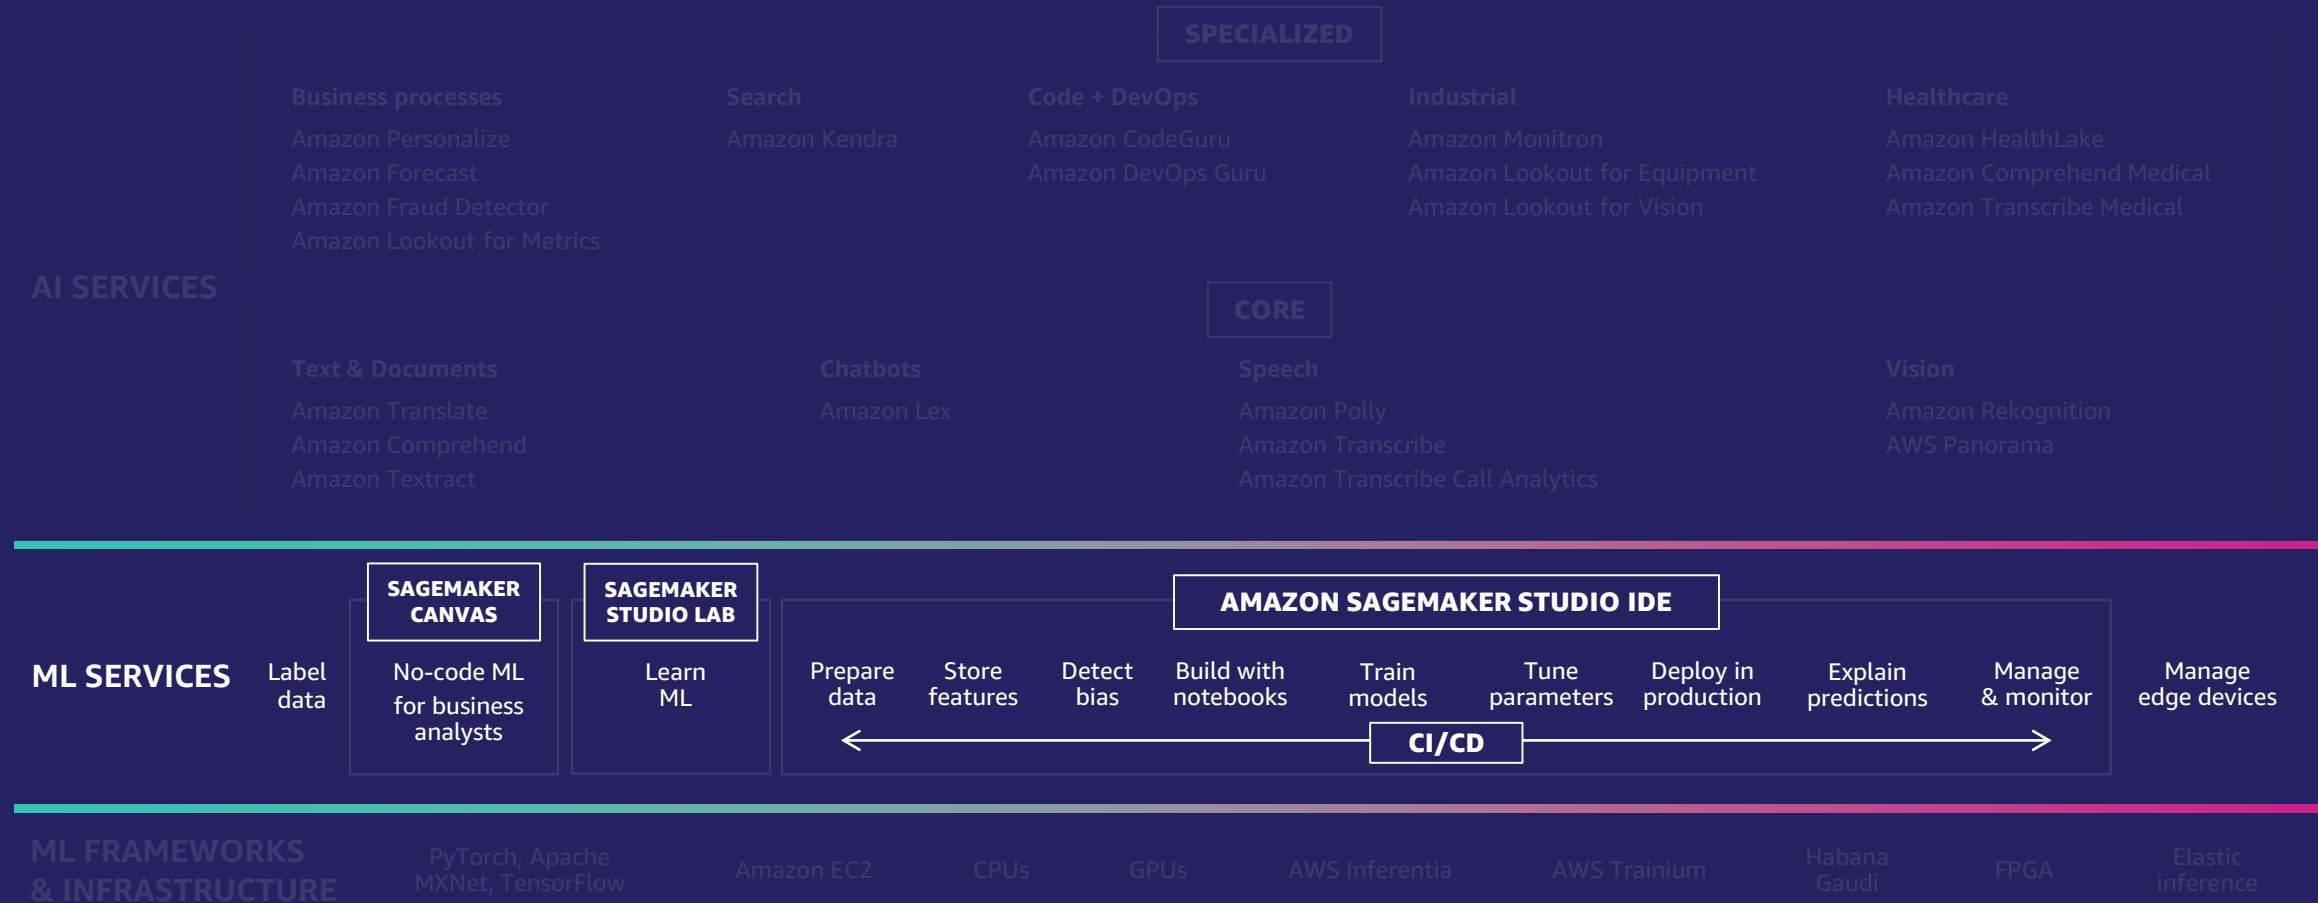 SPECIALIZED
Business processes
Amazon Personalize
Amazon Forecast
Amazon Fraud Detector
Amazon Lookout for Metrics
Search
Amazon Kendra
Code + DevOps
Amazon CodeGuru
Amazon DevOps Guru
Industrial
Amazon Monitron
Amazon Lookout for Equipment
Amazon Lookout for Vision
Healthcare
Amazon HealthLake
Amazon Comprehend Medical
Amazon Transcribe Medical
AI SERVICES
CORE
Text & Documents
Amazon Translate
Amazon Comprehend
Amazon Textract
Chatbots
Amazon Lex
Speech
Amazon Polly
Amazon Transcribe
Amazon Transcribe Call Analytics
Vision
Amazon Rekognition
AWS Panorama
ML SERVICES
Label
data
SAGEMAKER
CANVAS
No-code ML
for business
analysts
SAGEMAKER
STUDIO LAB
Learn
ML
AMAZON SAGEMAKER STUDIO IDE
Prepare
data
Store
features
Detect
bias
Build with
notebooks
Train
models
Tune
parameters
Deploy in
production
Explain
predictions
Manage
& monitor
CI/CD
Manage
edge devices
ML FRAMEWORKS
& INFRASTRUCTURE
PyTorch, Apache
MXNet, TensorFlow
Amazon EC2
CPUs
GPUs
AWS Inferentia
AWS Trainium
Habana
Gaudi
FPGA
Elastic
inference